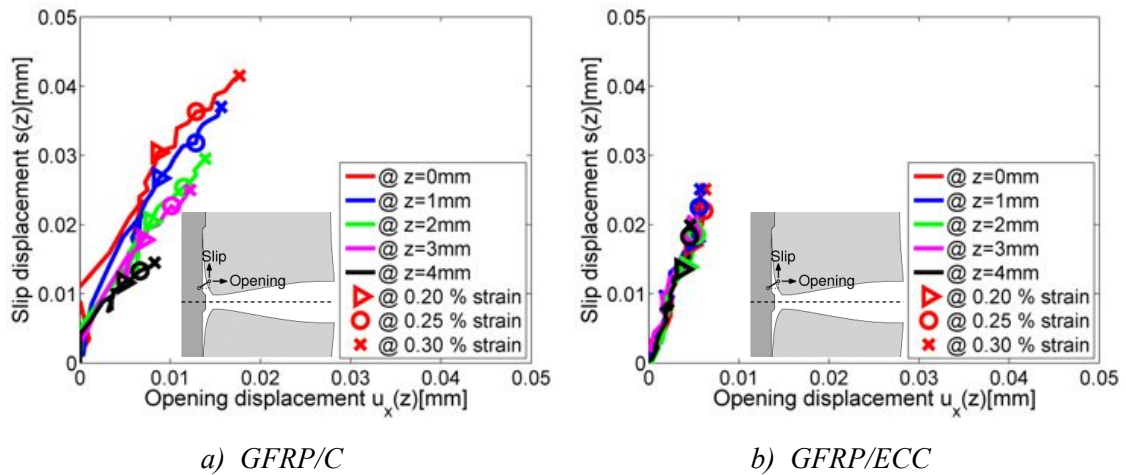 0.05
0.04
0.03
0.02
0.01
0
Slip displacement s(z)[mm]
@ z=0mm
@ z=1mm
@ z=2mm
@ z=3mm
@ z=4mm
@ 0.20 % strain
@ 0.25 % strain
@ 0.30 % strain
Slip
Opening
0 0.01 0.02 0.03 0.04 0.05
Opening displacement u_x(z)[mm]
a) GFRP/C
0.05
0.04
0.03
0.02
0.01
0
Slip displacement s(z)[mm]
@ z=0mm
@ z=1mm
@ z=2mm
@ z=3mm
@ z=4mm
@ 0.20 % strain
@ 0.25 % strain
@ 0.30 % strain
Slip
Opening
0 0.01 0.02 0.03 0.04 0.05
Opening displacement u_x(z)[mm]
b) GFRP/ECC